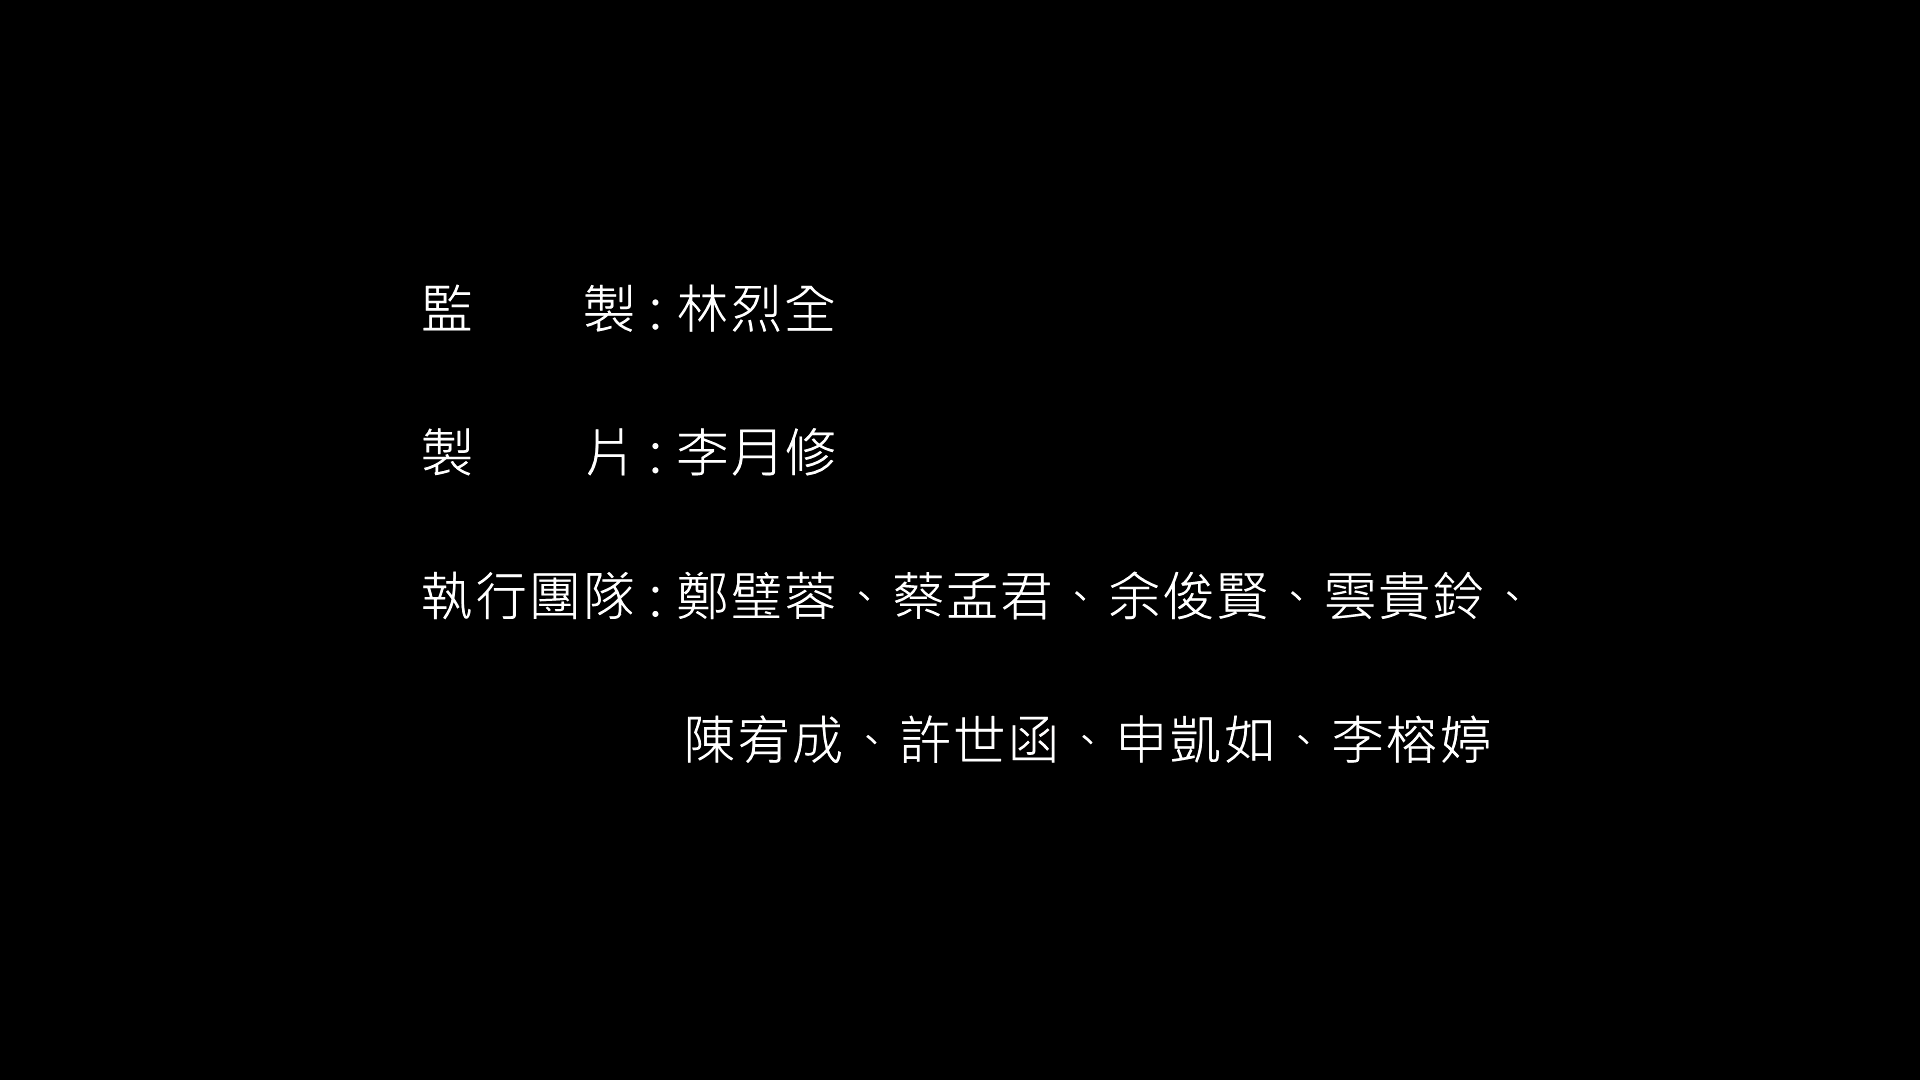 監　　製：林烈全
製　　片：李月修
執行團隊：鄭璧蓉、蔡孟君、余俊賢、雲貴鈴、
陳宥成、許世函、申凱如、李榕婷